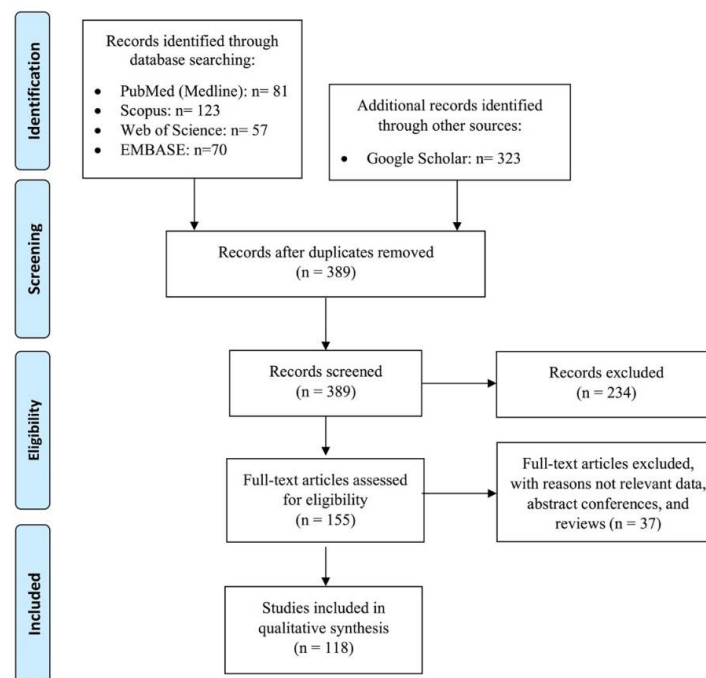 Identification
Records identified through
database searching:
• PubMed (Medline): n= 81
• Scopus: n= 123
• Web of Science: n= 57
• EMBASE: n=70
Additional records identified
through other sources:
• Google Scholar: n= 323
Screening
Records after duplicates removed
(n = 389)
Eligibility
Records screened
(n = 389)
Records excluded
(n = 234)
Full-text articles assessed
for eligibility
(n = 155)
Full-text articles excluded,
with reasons not relevant data,
abstract conferences, and
reviews (n = 37)
Included
Studies included in
qualitative synthesis
(n = 118)